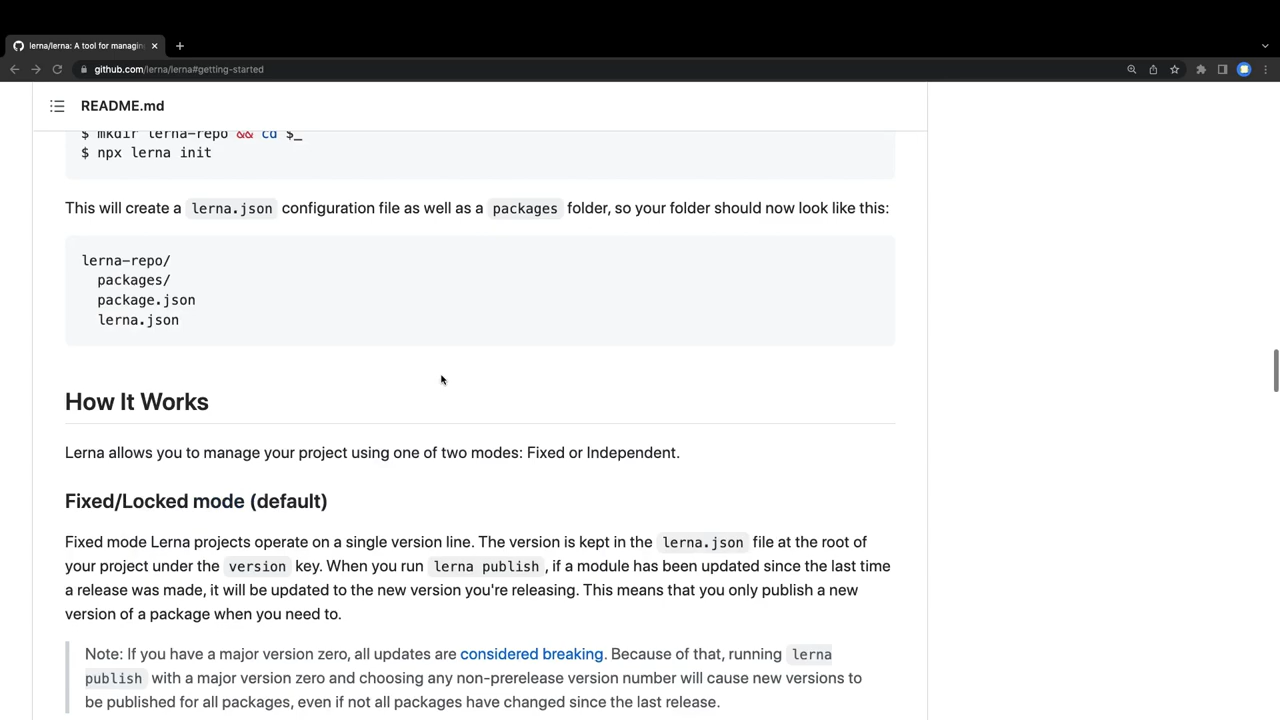 lerna/lerna: A tool for managin
github.com/lerna/lerna#getting-started
README.md
$ mkdir lerna-repo && cd $_
$ npx lerna init
This will create a lerna.json configuration file as well as a packages folder, so your folder should now look like this:
lerna-repo/
packages/
package.json
lerna.json
How It Works
Lerna allows you to manage your project using one of two modes: Fixed or Independent.
Fixed/Locked mode (default)
Fixed mode Lerna projects operate on a single version line. The version is kept in the lerna.json file at the root of
your project under the version key. When you run lerna publish, if a module has been updated since the last time
a release was made, it will be updated to the new version you're releasing. This means that you only publish a new
version of a package when you need to.
Note: If you have a major version zero, all updates are considered breaking. Because of that, running lerna
publish with a major version zero and choosing any non-prerelease version number will cause new versions to
be published for all packages, even if not all packages have changed since the last release.